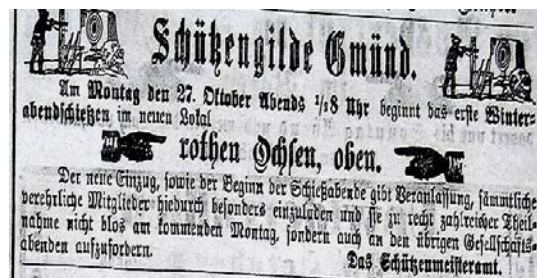 Schützengilde Gmünd.
Am Montag den 27. Oktober Abends ½8 Uhr beginnt das erste Winter-
abendschießen im neuen Lokal
rothen Ochsen, oben.
Der neue Einzug, sowie der Beginn der Schießabende gibt Veranlassung, sämmtliche
verehrliche Mitglieder hiedurch besonders einzuladen und sie zu recht zahlreicher Theil-
nahme nicht blos am kommenden Montag, sondern auch an den übrigen Gesellschafts-
abenden aufzufordern.
Das Schützenmeisteramt.